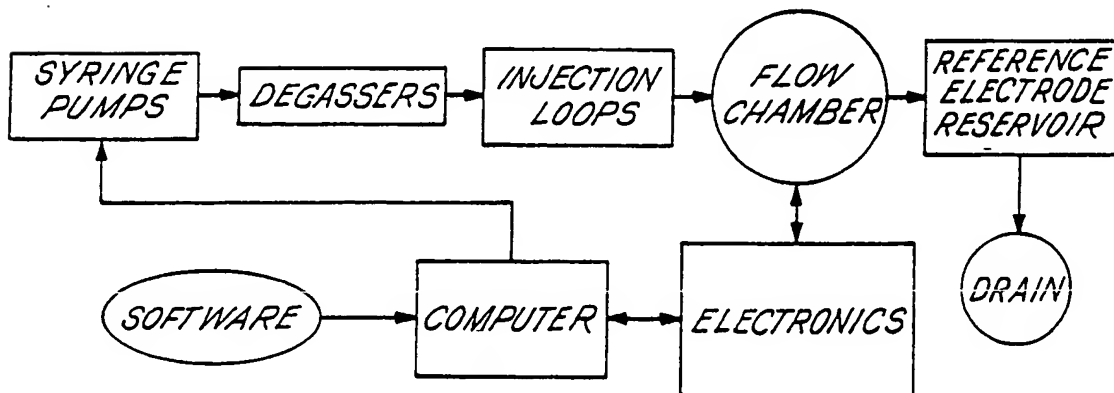 SYRINGE
PUMPS
DEGASSERS
INJECTION
LOOPS
FLOW
CHAMBER
REFERENCE
ELECTRODE
RESERVOIR
SOFTWARE
COMPUTER
ELECTRONICS
DRAIN